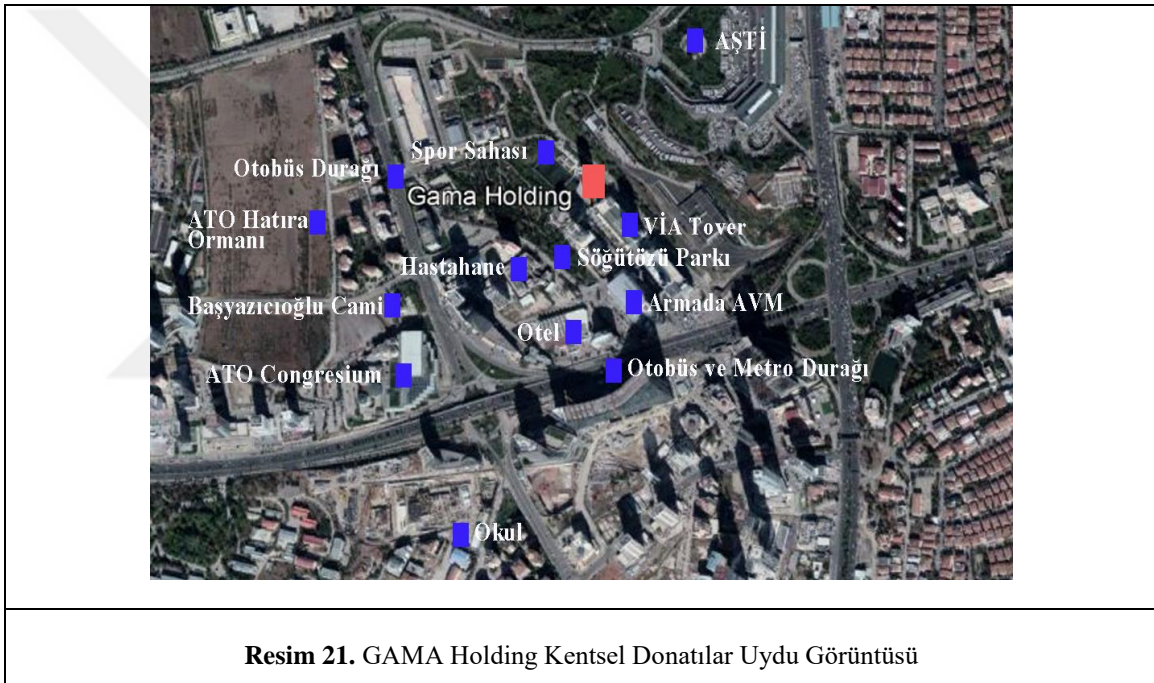 AŞTİ
Spor Sahası
Otobüs Durağı
Gama Holding
ATO Hatıra
Ormanı
VİA Tover
Söğütözü Parkı
Hastahane
Başyazıcıoğlu Cami
Armada AVM
Otel
ATO Congresium
Otobüs ve Metro Durağı
Okul
Resim 21. GAMA Holding Kentsel Donatılar Uydu Görüntüsü